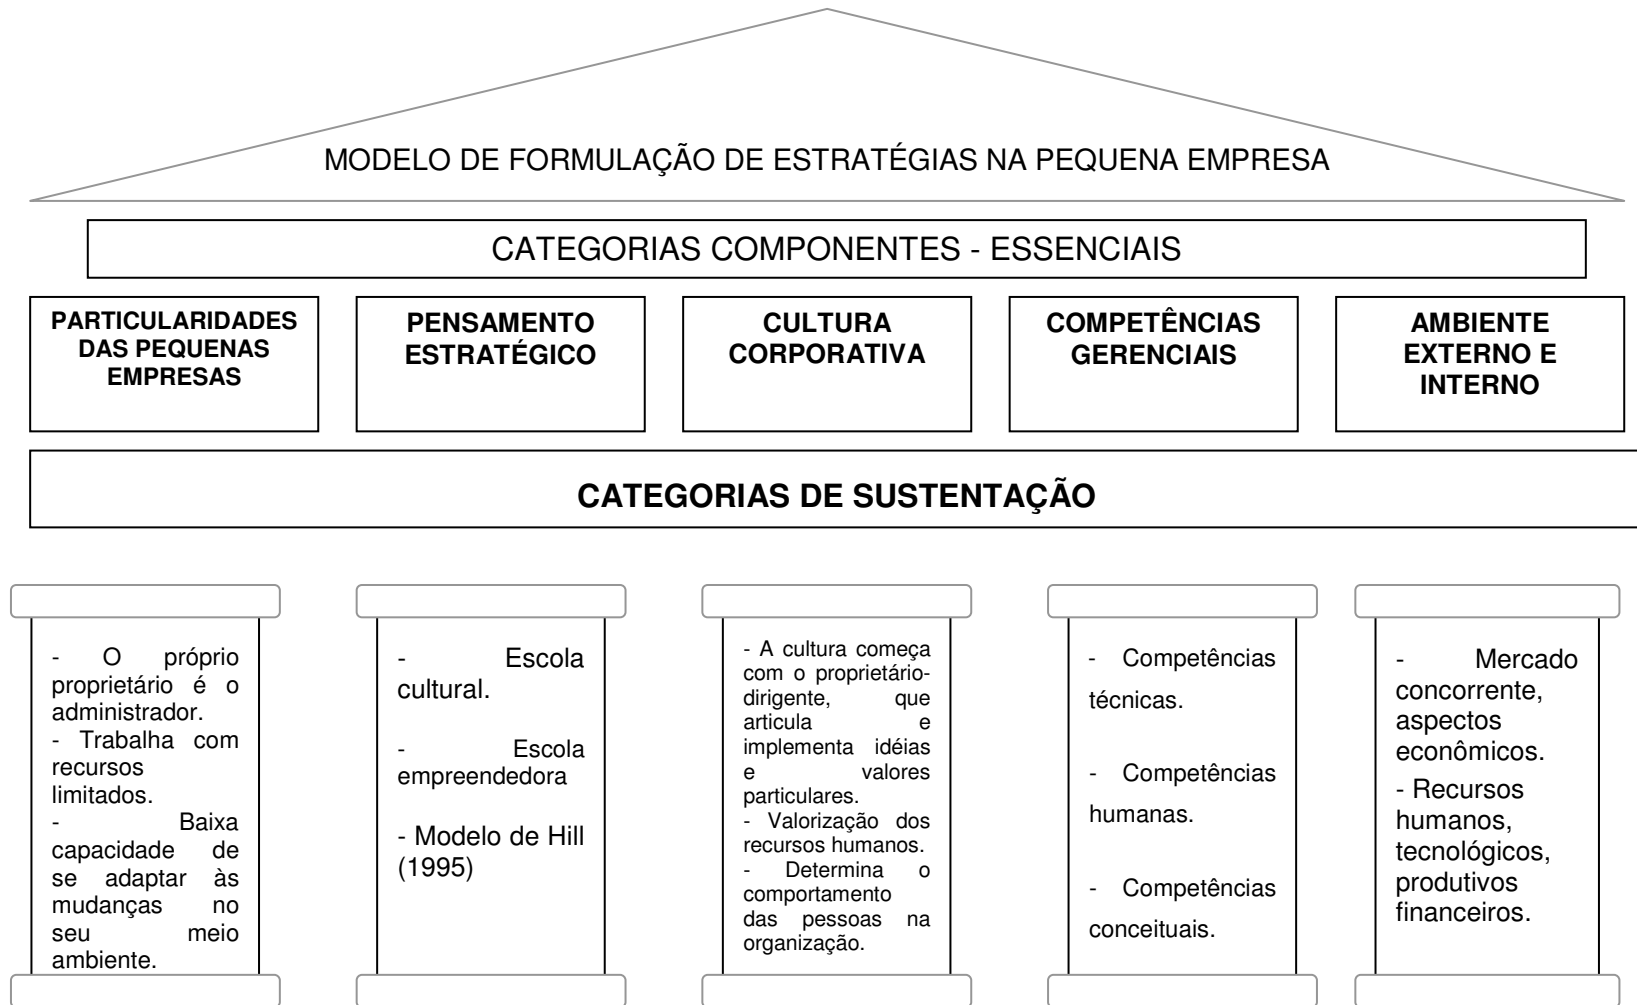 MODELO DE FORMULAÇÃO DE ESTRATÉGIAS NA PEQUENA EMPRESA
CATEGORIAS COMPONENTES - ESSENCIAIS
PARTICULARIDADES
DAS PEQUENAS
EMPRESAS
PENSAMENTO
ESTRATÉGICO
CULTURA
CORPORATIVA
COMPETÊNCIAS
GERENCIAIS
AMBIENTE
EXTERNO E
INTERNO
CATEGORIAS DE SUSTENTAÇÃO
- O próprio
proprietário é o
administrador.
- Trabalha com
recursos
limitados.
- Baixa
capacidade de
se adaptar às
mudanças no
seu meio
ambiente.
- Escola
cultural.
- Escola
empreendedora
- Modelo de Hill
(1995)
- A cultura começa
com o proprietário-
dirigente, que
articula e
implementa idéias
e valores
particulares.
- Valorização dos
recursos humanos.
- Determina o
comportamento
das pessoas na
organização.
- Competências
técnicas.
- Competências
humanas.
- Competências
conceituais.
- Mercado
concorrente,
aspectos
econômicos.
- Recursos
humanos,
tecnológicos,
produtivos
financeiros.